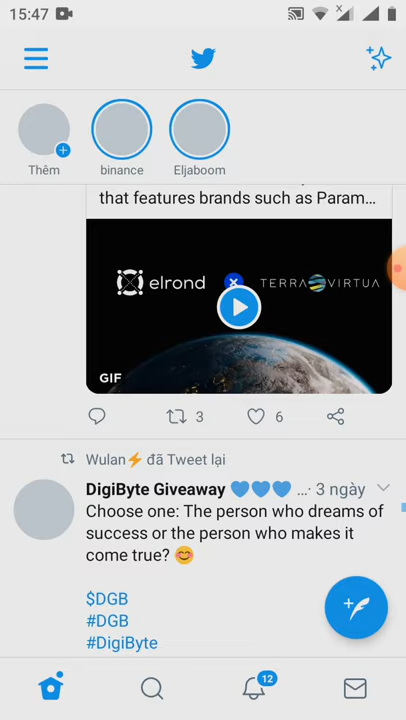 15:47
Thêm
binance
Eljaboom
that features brands such as Param...
elrond
TERRA VIRTUA
GIF
3
6
Wulan⚡ đã Tweet lại
DigiByte Giveaway 💙💙💙 ...· 3 ngày
Choose one: The person who dreams of
success or the person who makes it
come true? 😊
$DGB
#DGB
#DigiByte
12